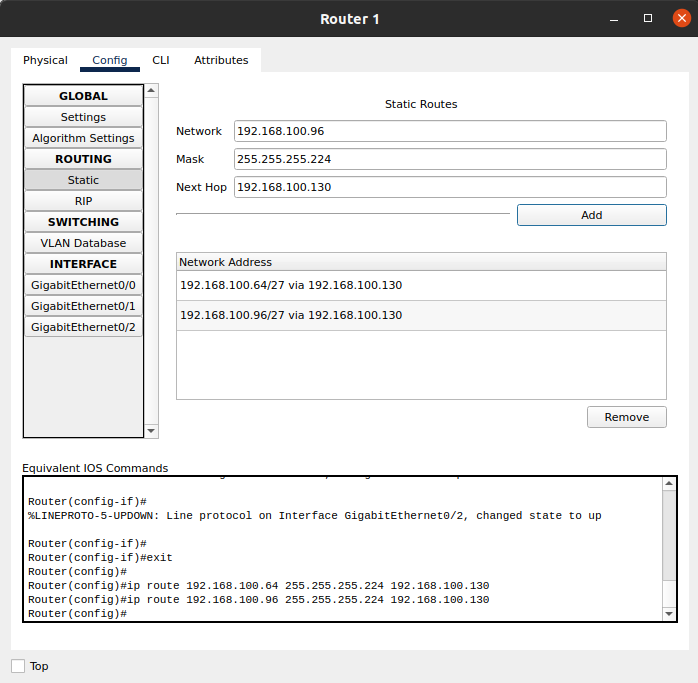 Router 1
Physical Config CLI Attributes
GLOBAL
Settings
Algorithm Settings
ROUTING
Static
RIP
SWITCHING
VLAN Database
INTERFACE
GigabitEthernet0/0
GigabitEthernet0/1
GigabitEthernet0/2
Static Routes
Network 192.168.100.96
Mask 255.255.255.224
Next Hop 192.168.100.130
Add
Network Address
192.168.100.64/27 via 192.168.100.130
192.168.100.96/27 via 192.168.100.130
Remove
Equivalent IOS Commands
Router(config-if)#
%LINEPROTO-5-UPDOWN: Line protocol on Interface GigabitEthernet0/2, changed state to up
Router(config-if)#
Router(config-if)#exit
Router(config)#
Router(config)#ip route 192.168.100.64 255.255.255.224 192.168.100.130
Router(config)#ip route 192.168.100.96 255.255.255.224 192.168.100.130
Router(config)#
Top